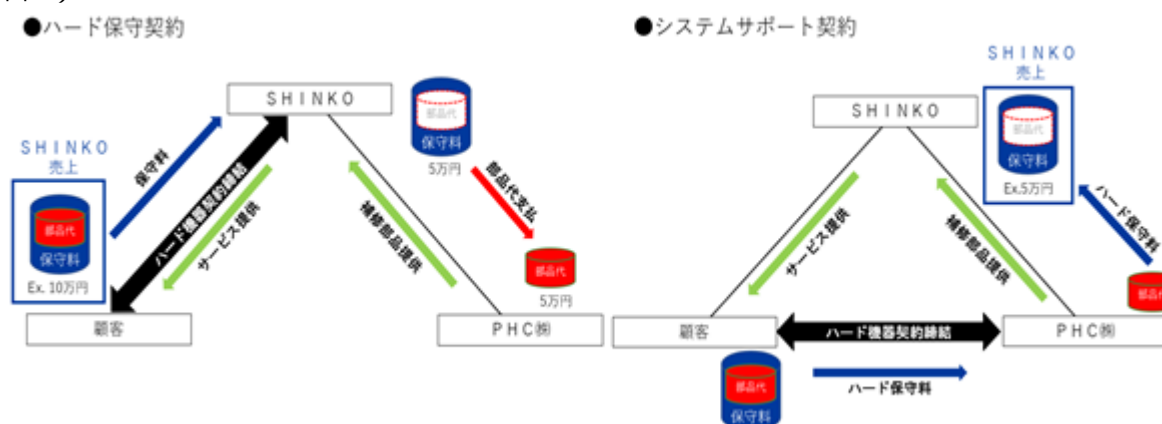 ●ハード保守契約
SHINKO
SHINKO
売上
保守料
ハード機器契約締結
サービス提供
補修部品提供
部品代
保守料
5万円
部品代支払
部品代
5万円
部品代
保守料
Ex. 10万円
顧客
PHC㈱
●システムサポート契約
SHINKO
売上
SHINKO
部品代
保守料
Ex.5万円
サービス提供
補修部品提供
ハード保守料
部品代
顧客
ハード機器契約締結
PHC㈱
部品代
保守料
ハード保守料